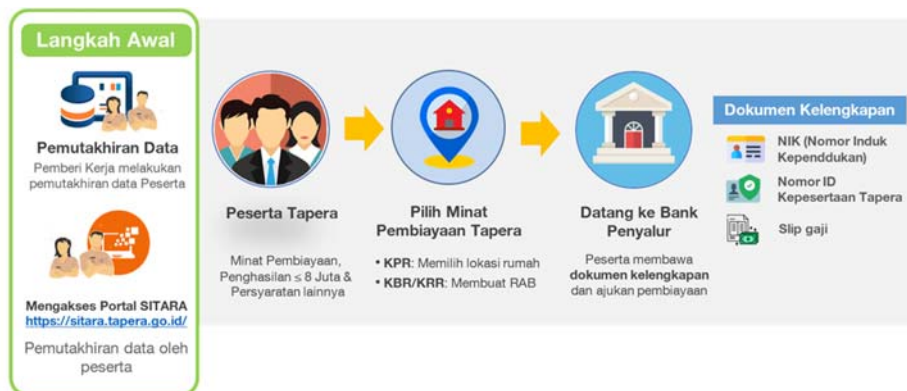 Langkah Awal
Pemutakhiran Data
Pemberi Kerja melakukan
pemutakhiran data Peserta
Mengakses Portal SITARA
https://sitara.tapera.go.id/
Pemutakhiran data oleh
peserta
Peserta Tapera
Minat Pembiayaan,
Penghasilan ≤ 8 Juta &
Persyaratan lainnya
Pilih Minat
Pembiayaan Tapera
• KPR: Memilih lokasi rumah
• KBR/KRR: Membuat RAB
Datang ke Bank
Penyalur
Peserta membawa
dokumen kelengkapan
dan ajukan pembiayaan
Dokumen Kelengkapan
NIK (Nomor Induk
Kependdukan)
Nomor ID
Kepesertaan Tapera
Slip gaji